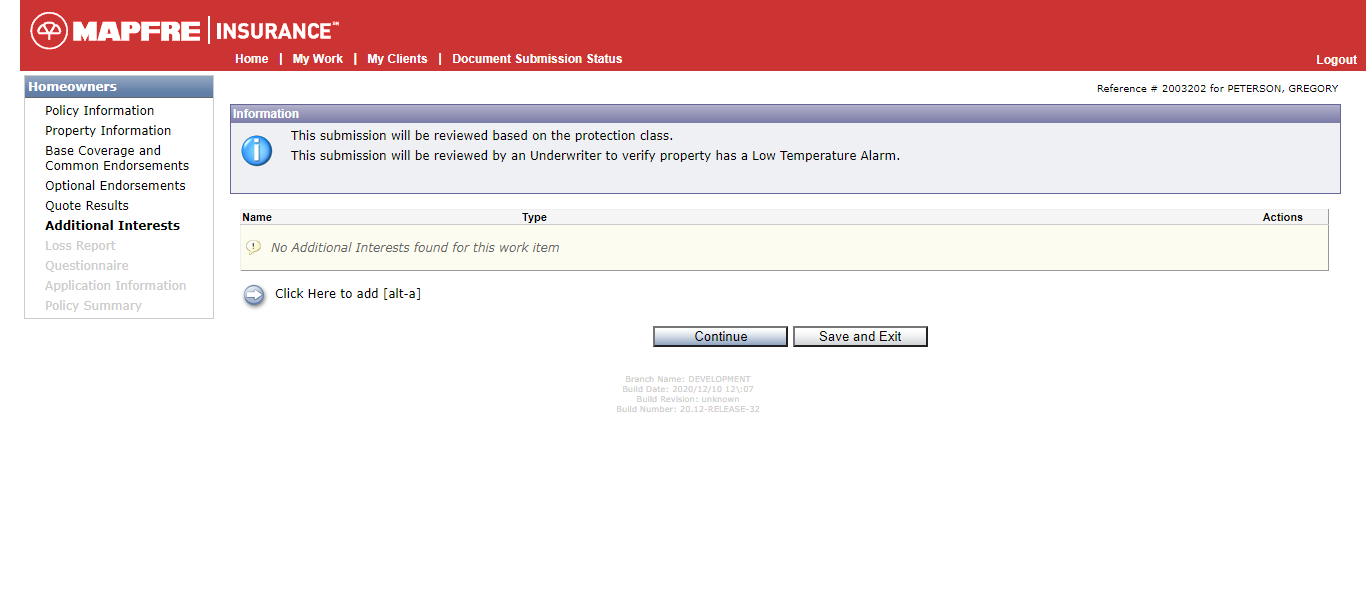 MAPFRE | INSURANCE℠
Home | My Work | My Clients | Document Submission Status
Logout
Homeowners
Policy Information
Property Information
Base Coverage and
Common Endorsements
Optional Endorsements
Quote Results
Additional Interests
Loss Report
Questionnaire
Application Information
Policy Summary
Reference # 2003202 for PETERSON, GREGORY
Information
This submission will be reviewed based on the protection class.
This submission will be reviewed by an Underwriter to verify property has a Low Temperature Alarm.
Name Type Actions
No Additional Interests found for this work item
Click Here to add [alt-a]
Continue Save and Exit
Branch Name: DEVELOPMENT
Build Date: 2020/12/10 12\:07
Build Revision: unknown
Build Number: 20.12-RELEASE-32